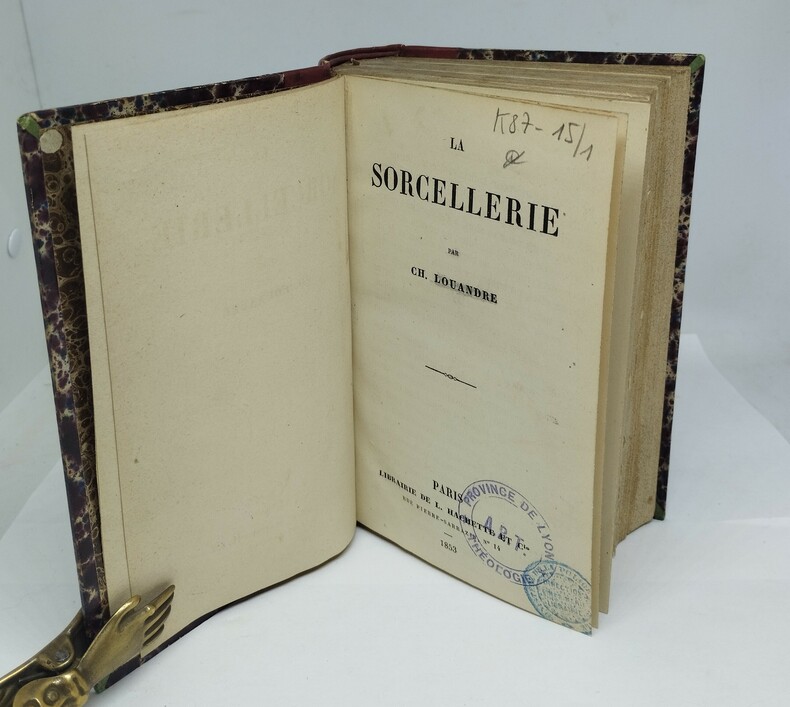 K87-15/1
LA
SORCELLERIE
PAR
CH. LOUANDRE
PARIS
LIBRAIRIE DE L. HACHETTE ET Cie
RUE PIERRE-SARRAZIN, N° 14
1853
PROVINCE DE LYON
A.P.T.
THÉOLOGIE